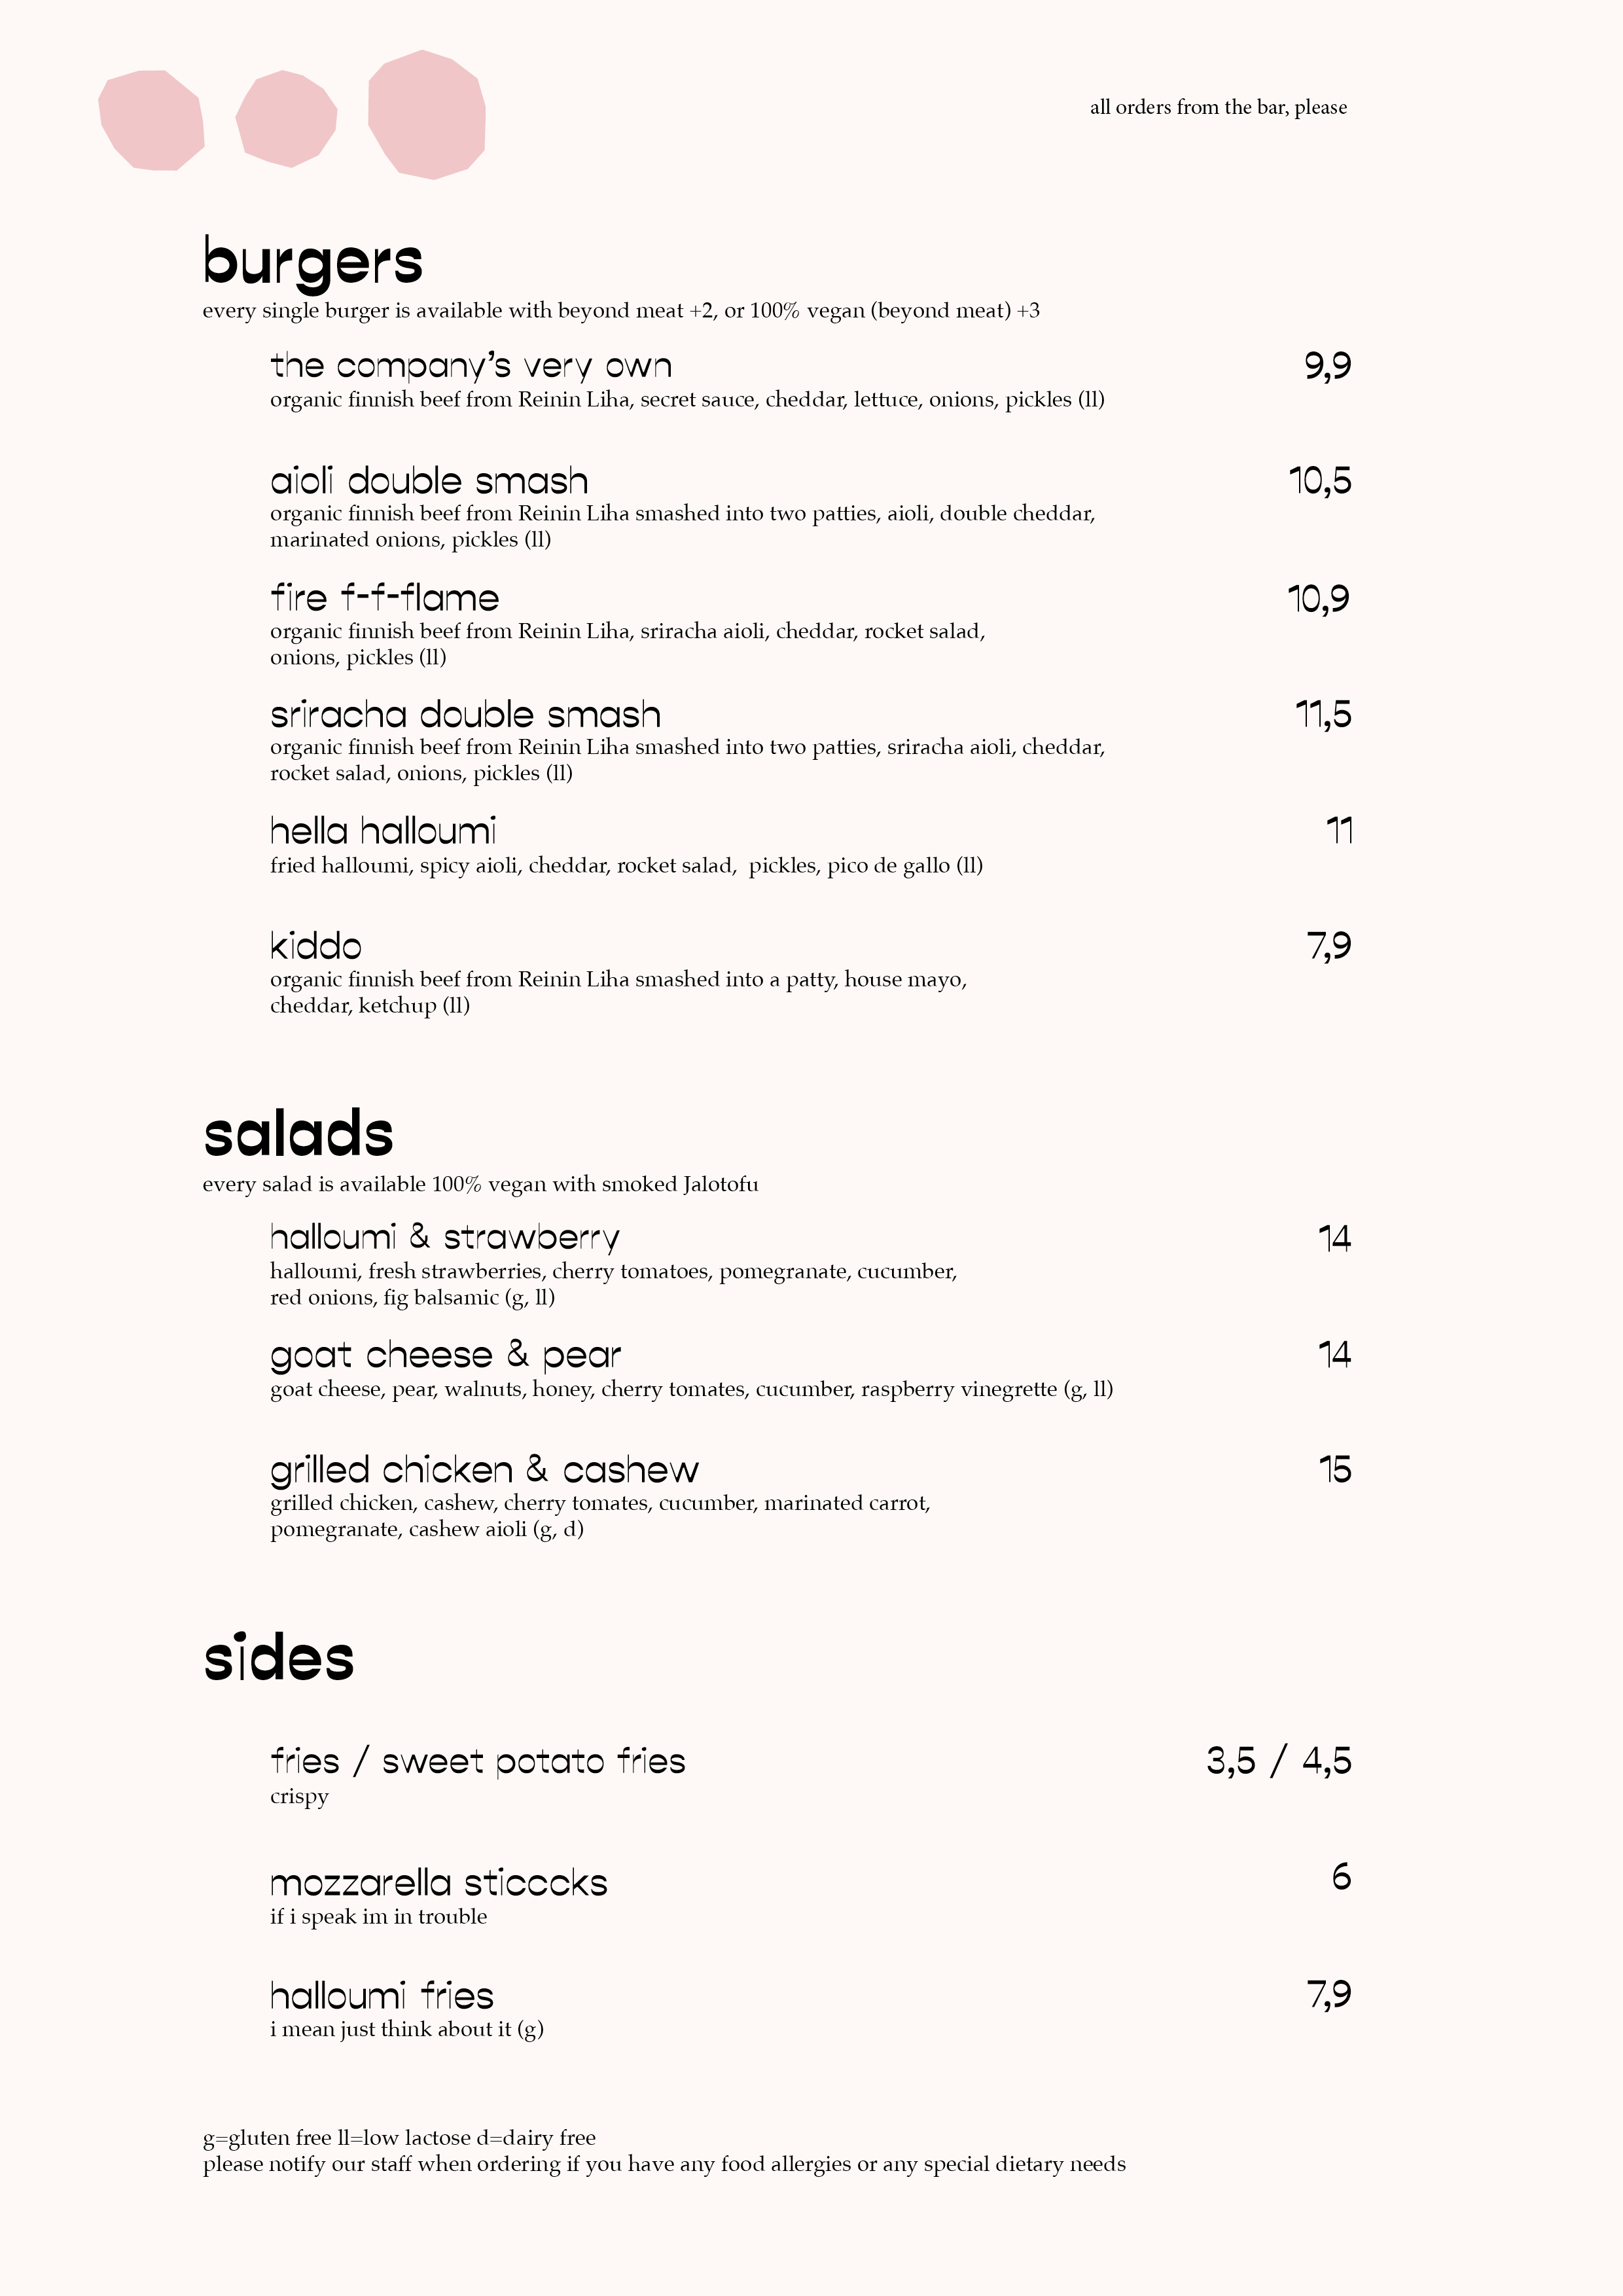 all orders from the bar, please
burgers
every single burger is available with beyond meat +2, or 100% vegan (beyond meat) +3
the company's very own 9,9
organic finnish beef from Reinin Liha, secret sauce, cheddar, lettuce, onions, pickles (ll)
aioli double smash 10,5
organic finnish beef from Reinin Liha smashed into two patties, aioli, double cheddar,
marinated onions, pickles (ll)
fire f-f-flame 10,9
organic finnish beef from Reinin Liha, sriracha aioli, cheddar, rocket salad,
onions, pickles (ll)
sriracha double smash 11,5
organic finnish beef from Reinin Liha smashed into two patties, sriracha aioli, cheddar,
rocket salad, onions, pickles (ll)
hella halloumi 11
fried halloumi, spicy aioli, cheddar, rocket salad, pickles, pico de gallo (ll)
kiddo 7,9
organic finnish beef from Reinin Liha smashed into a patty, house mayo,
cheddar, ketchup (ll)
salads
every salad is available 100% vegan with smoked Jalotofu
halloumi & strawberry 14
halloumi, fresh strawberries, cherry tomatoes, pomegranate, cucumber,
red onions, fig balsamic (g, ll)
goat cheese & pear 14
goat cheese, pear, walnuts, honey, cherry tomates, cucumber, raspberry vinegrette (g, ll)
grilled chicken & cashew 15
grilled chicken, cashew, cherry tomates, cucumber, marinated carrot,
pomegranate, cashew aioli (g, d)
sides
fries / sweet potato fries 3,5 / 4,5
crispy
mozzarella sticccks 6
if i speak im in trouble
halloumi fries 7,9
i mean just think about it (g)
g=gluten free ll=low lactose d=dairy free
please notify our staff when ordering if you have any food allergies or any special dietary needs